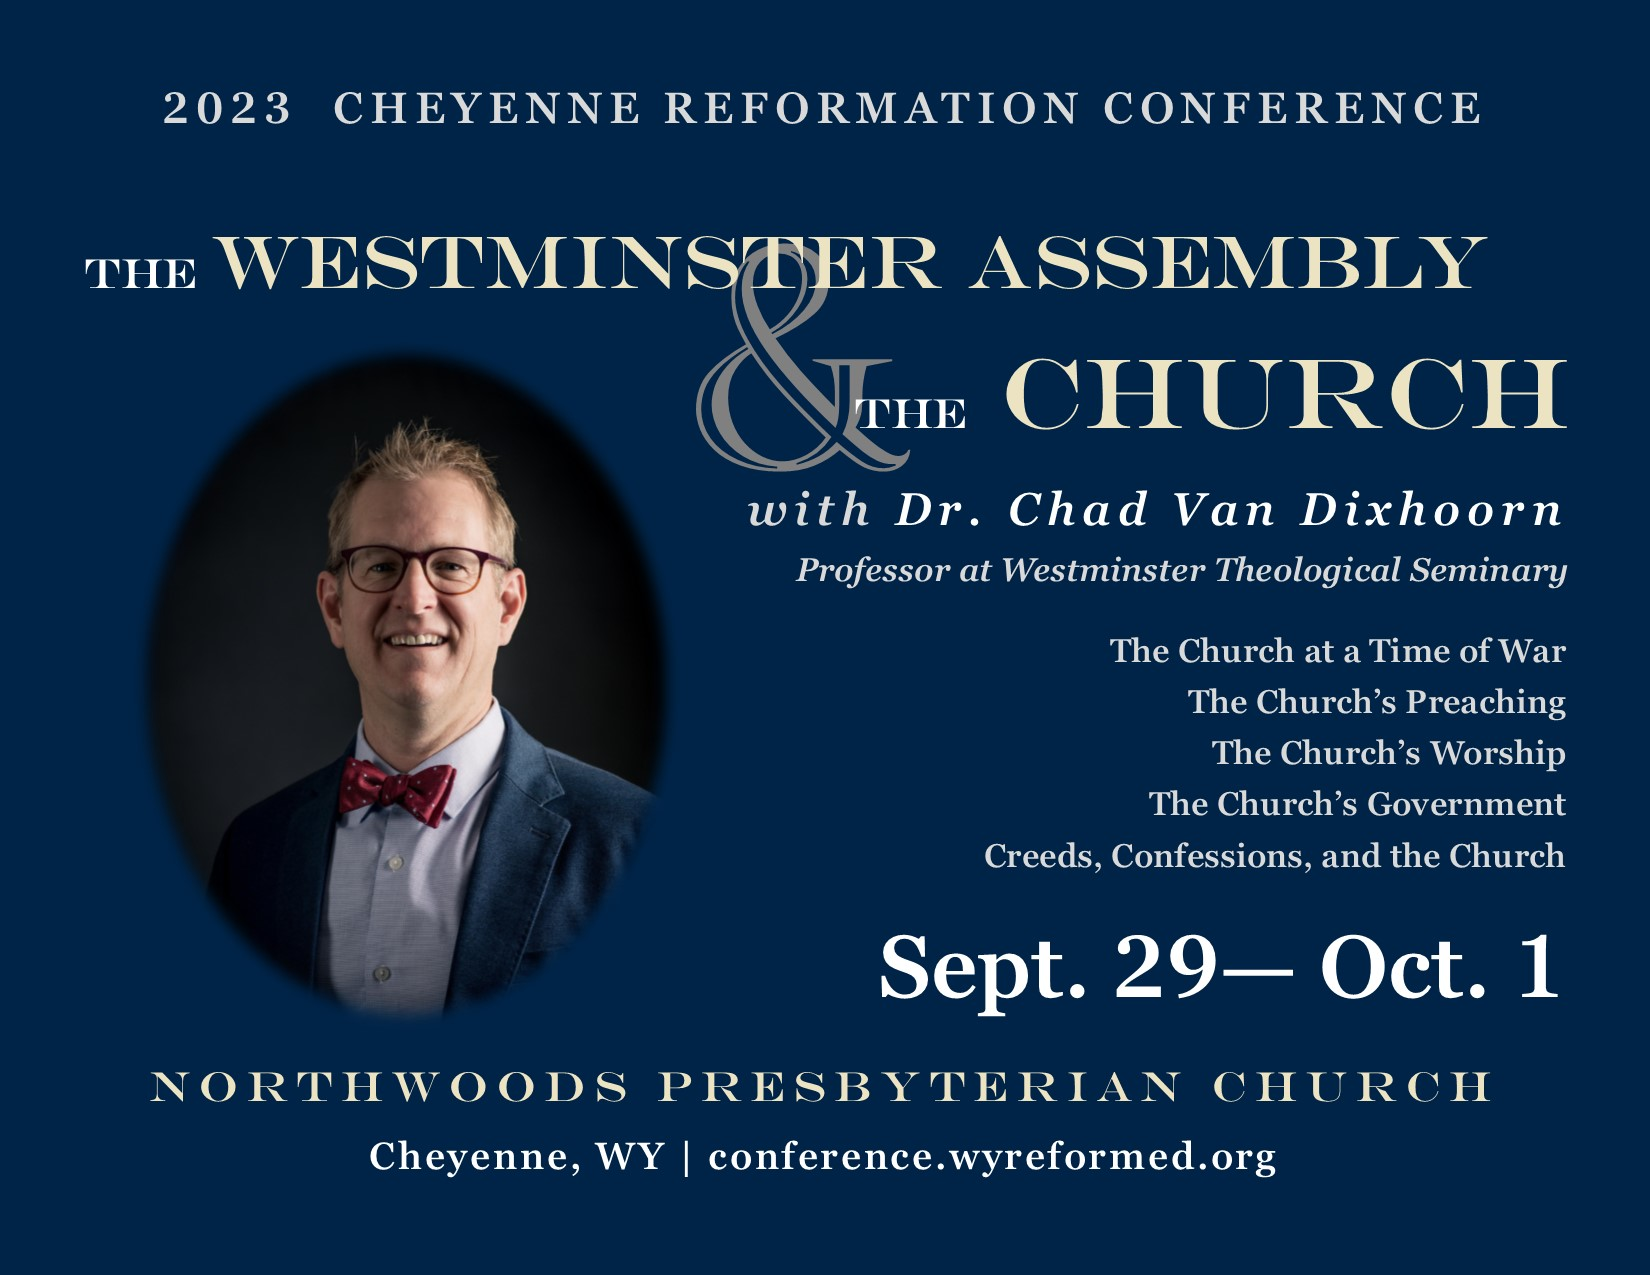 2023 CHEYENNE REFORMATION CONFERENCE
THE WESTMINSTER ASSEMBLY
& THE CHURCH
with Dr. Chad Van Dixhoorn
Professor at Westminster Theological Seminary
The Church at a Time of War
The Church’s Preaching
The Church’s Worship
The Church’s Government
Creeds, Confessions, and the Church
Sept. 29— Oct. 1
NORTHWOODS PRESBYTERIAN CHURCH
Cheyenne, WY | conference.wyreformed.org